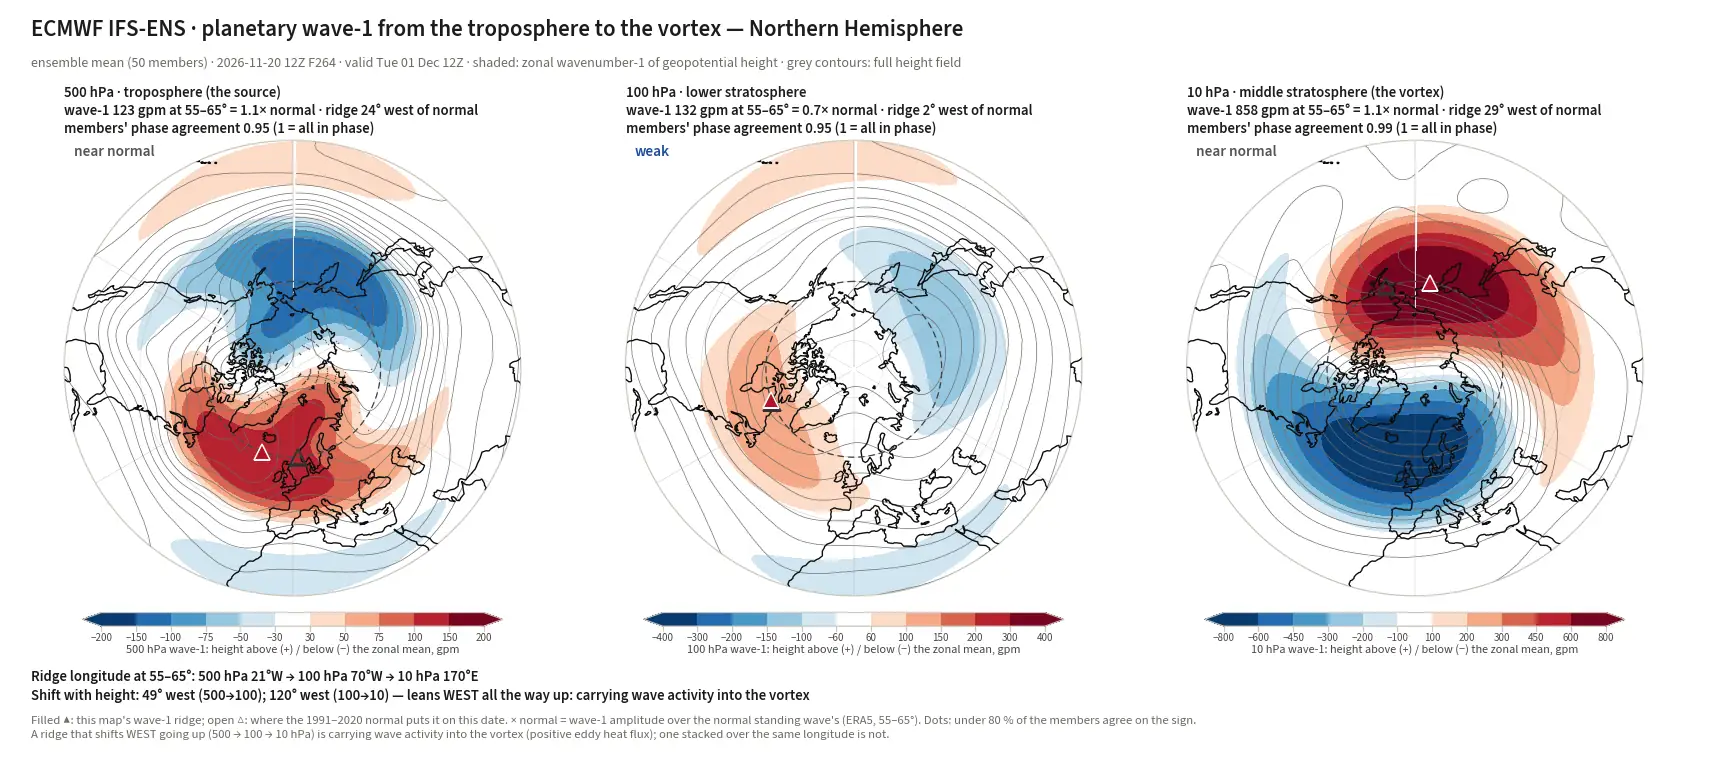 ECMWF IFS-ENS · planetary wave-1 from the troposphere to the vortex — Northern Hemisphere
ensemble mean (50 members) · 2026-11-20 12Z F264 · valid Tue 01 Dec 12Z · shaded: zonal wavenumber-1 of geopotential height · grey contours: full height field
500 hPa · troposphere (the source)
wave-1 123 gpm at 55–65° = 1.1× normal · ridge 24° west of normal
members' phase agreement 0.95 (1 = all in phase)
near normal
100 hPa · lower stratosphere
wave-1 132 gpm at 55–65° = 0.7× normal · ridge 2° west of normal
members' phase agreement 0.95 (1 = all in phase)
weak
10 hPa · middle stratosphere (the vortex)
wave-1 858 gpm at 55–65° = 1.1× normal · ridge 29° west of normal
members' phase agreement 0.99 (1 = all in phase)
near normal
−200 −150 −100 −75 −50 −30 30 50 75 100 150 200
500 hPa wave-1: height above (+) / below (−) the zonal mean, gpm
−400 −300 −200 −150 −100 −60 60 100 150 200 300 400
100 hPa wave-1: height above (+) / below (−) the zonal mean, gpm
−800 −600 −450 −300 −200 −100 100 200 300 450 600 800
10 hPa wave-1: height above (+) / below (−) the zonal mean, gpm
Ridge longitude at 55–65°: 500 hPa 21°W → 100 hPa 70°W → 10 hPa 170°E
Shift with height: 49° west (500→100); 120° west (100→10) — leans WEST all the way up: carrying wave activity into the vortex
Filled ▲: this map's wave-1 ridge; open △: where the 1991–2020 normal puts it on this date. × normal = wave-1 amplitude over the normal standing wave's (ERA5, 55–65°). Dots: under 80 % of the members agree on the sign.
A ridge that shifts WEST going up (500 → 100 → 10 hPa) is carrying wave activity into the vortex (positive eddy heat flux); one stacked over the same longitude is not.